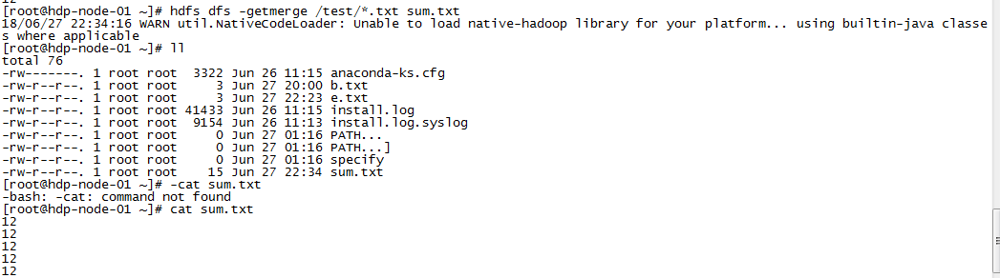 12
[root@hdp-node-01 ~]# hdfs dfs -getmerge /test/*.txt sum.txt
18/06/27 22:34:16 WARN util.NativeCodeLoader: Unable to load native-hadoop library for your platform... using builtin-java classe
s where applicable
[root@hdp-node-01 ~]# ll
total 76
-rw-------. 1 root root  3322 Jun 26 11:15 anaconda-ks.cfg
-rw-r--r--. 1 root root     3 Jun 27 20:00 b.txt
-rw-r--r--. 1 root root     3 Jun 27 22:23 e.txt
-rw-r--r--. 1 root root 41433 Jun 26 11:15 install.log
-rw-r--r--. 1 root root  9154 Jun 26 11:13 install.log.syslog
-rw-r--r--. 1 root root     0 Jun 27 01:16 PATH...
-rw-r--r--. 1 root root     0 Jun 27 01:16 PATH...]
-rw-r--r--. 1 root root     0 Jun 27 01:16 specify
-rw-r--r--. 1 root root    15 Jun 27 22:34 sum.txt
[root@hdp-node-01 ~]# -cat sum.txt
-bash: -cat: command not found
[root@hdp-node-01 ~]# cat sum.txt
12
12
12
12
12